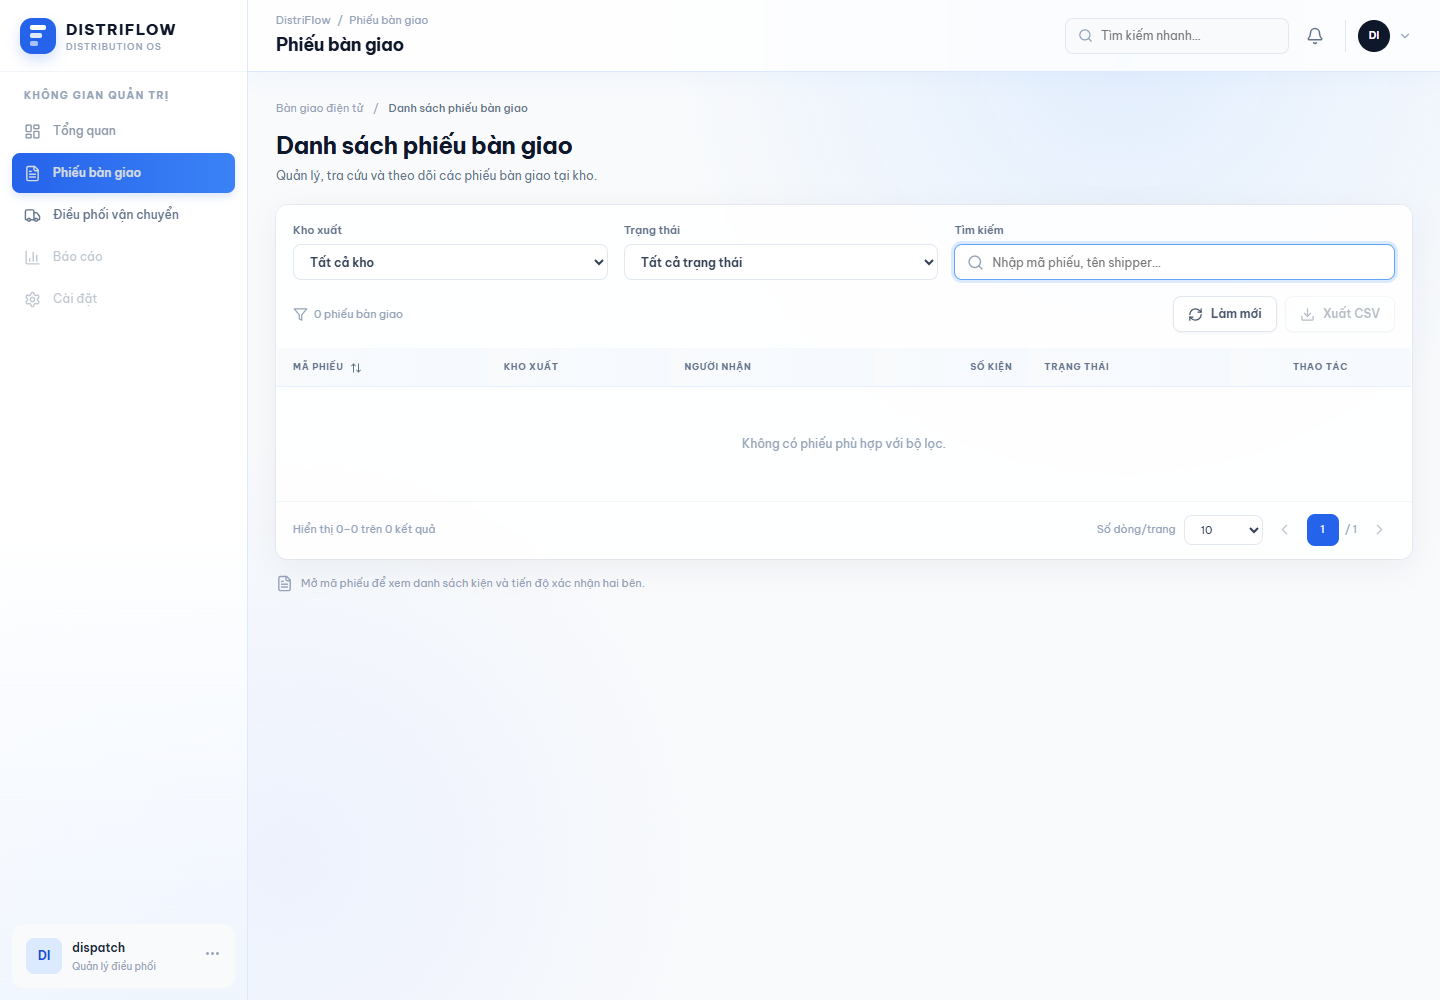 DISTRIFLOW
DISTRIBUTION OS
KHÔNG GIAN QUẢN TRỊ
Tổng quan
Phiếu bàn giao
Điều phối vận chuyển
Báo cáo
Cài đặt
DI
dispatch
Quản lý điều phối
DistriFlow / Phiếu bàn giao
Phiếu bàn giao
Tìm kiếm nhanh...
DI
Bàn giao điện tử / Danh sách phiếu bàn giao
Danh sách phiếu bàn giao
Quản lý, tra cứu và theo dõi các phiếu bàn giao tại kho.
Kho xuất
Trạng thái
Tìm kiếm
Tất cả kho
Tất cả trạng thái
Nhập mã phiếu, tên shipper...
0 phiếu bàn giao
Làm mới
Xuất CSV
MÃ PHIẾU KHO XUẤT NGƯỜI NHẬN SỐ KIỆN TRẠNG THÁI THAO TÁC
Không có phiếu phù hợp với bộ lọc.
Hiển thị 0–0 trên 0 kết quả
Số dòng/trang 10 1 / 1
Mở mã phiếu để xem danh sách kiện và tiến độ xác nhận hai bên.